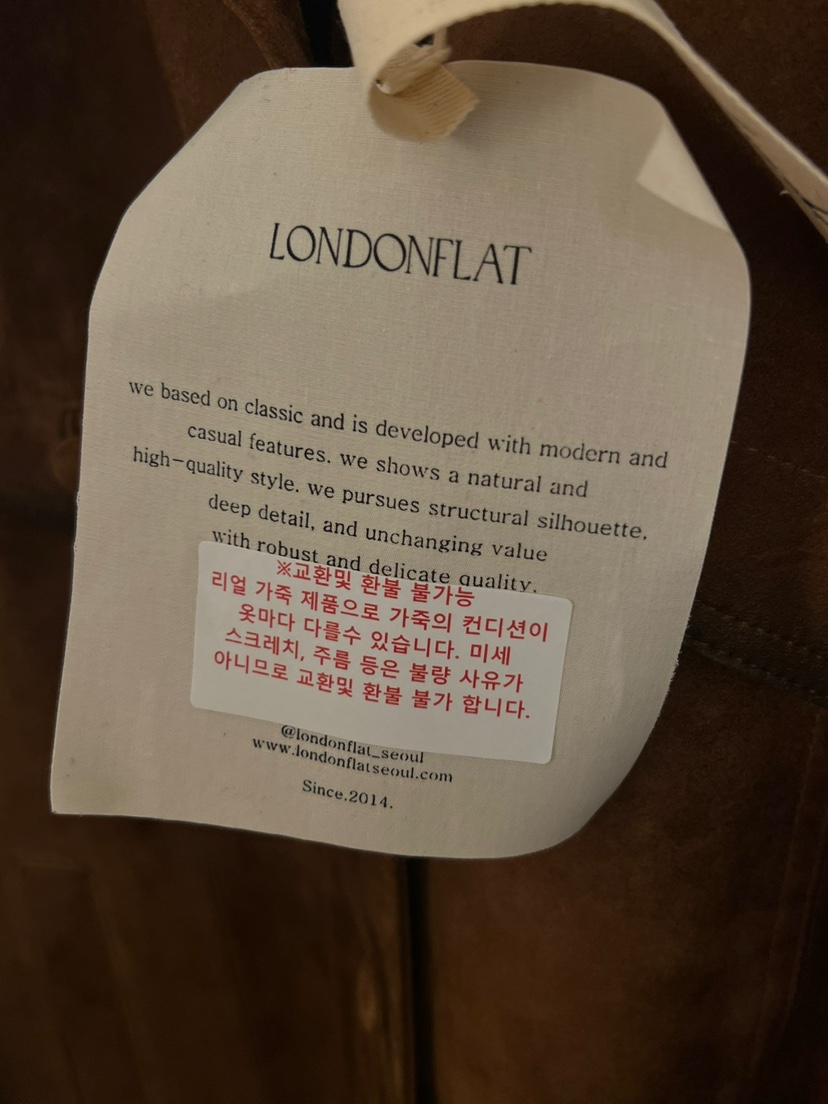 LONDONFLAT
we based on classic and is developed with modern and
casual features. we shows a natural and
high-quality style. we pursues structural silhouette,
deep detail, and unchanging value
with robust and delicate quality.
※교환및 환불 불가능
리얼 가죽 제품으로 가죽의 컨디션이
옷마다 다를수 있습니다. 미세
스크레치, 주름 등은 불량 사유가
아니므로 교환및 환불 불가 합니다.
@londonflat_seoul
www.londonflatseoul.com
Since.2014.